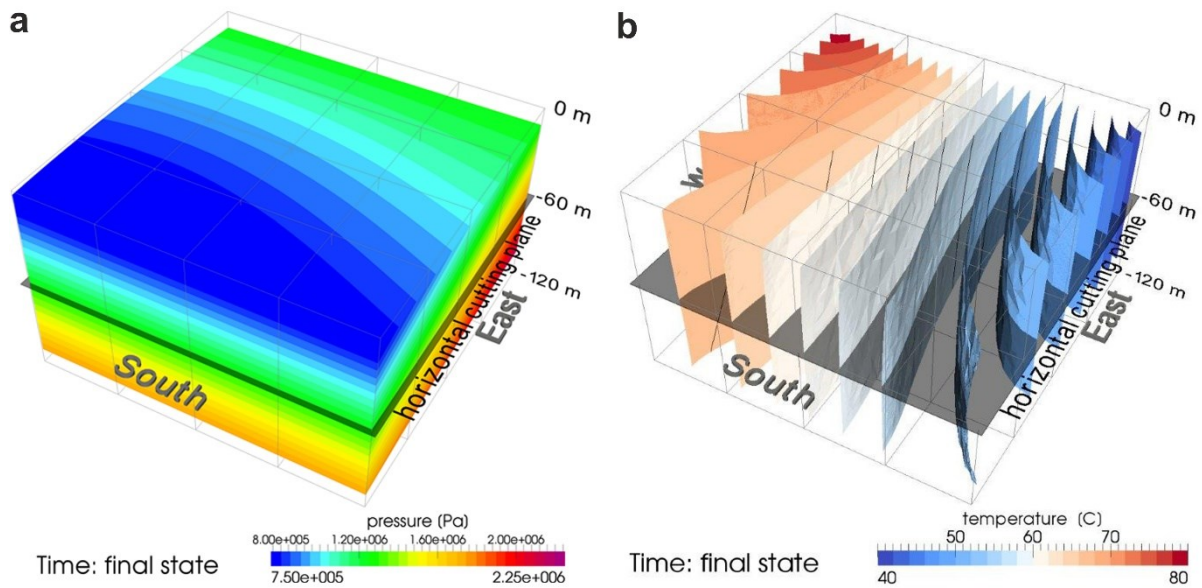 a
0 m
-60 m
-120 m
horizontal cutting plane
East
South
pressure (Pa)
8.00e+005 1.20e+006 1.60e+006 2.00e+006
7.50e+005 2.25e+006
Time: final state
b
0 m
-60 m
-120 m
horizontal cutting plane
East
South
temperature (C)
50 60 70
40 80
Time: final state